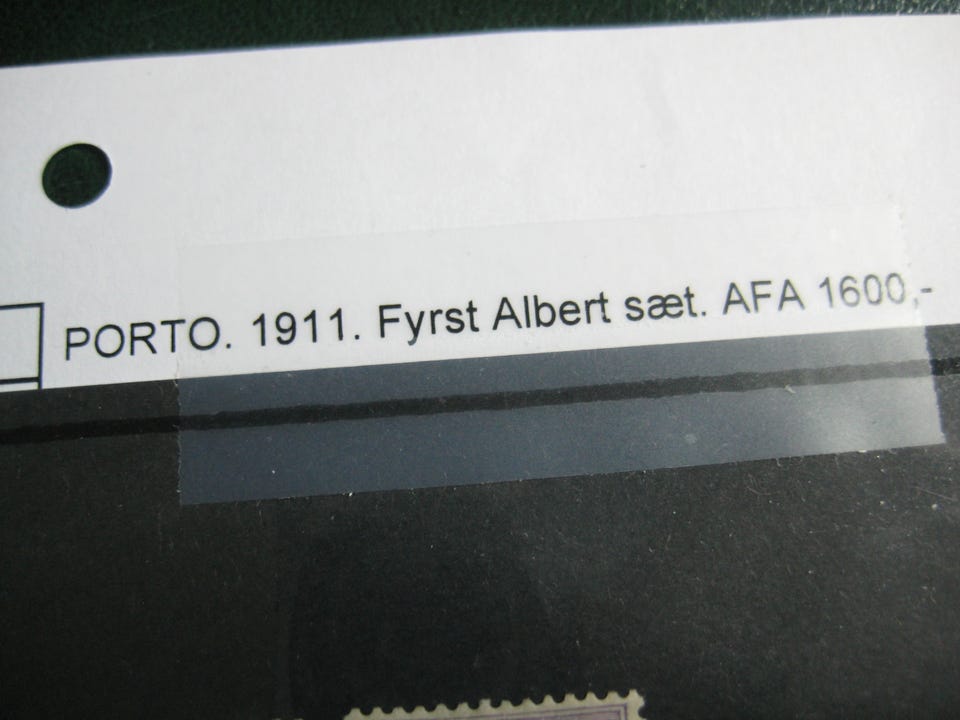 PORTO. 1911. Fyrst Albert sæt. AFA 1600,-